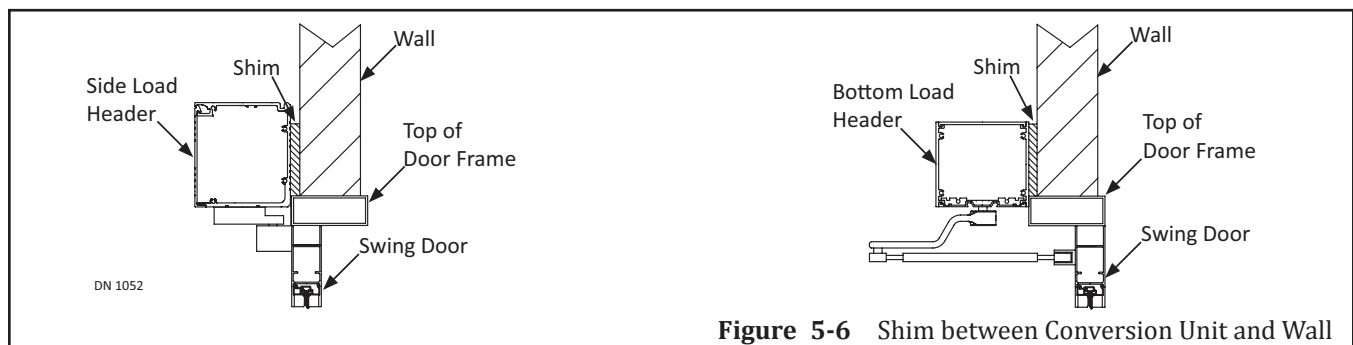 Wall
Shim
Side Load
Header
Top of
Door Frame
Swing Door
DN 1052
Wall
Shim
Bottom Load
Header
Top of
Door Frame
Swing Door
Figure 5-6 Shim between Conversion Unit and Wall